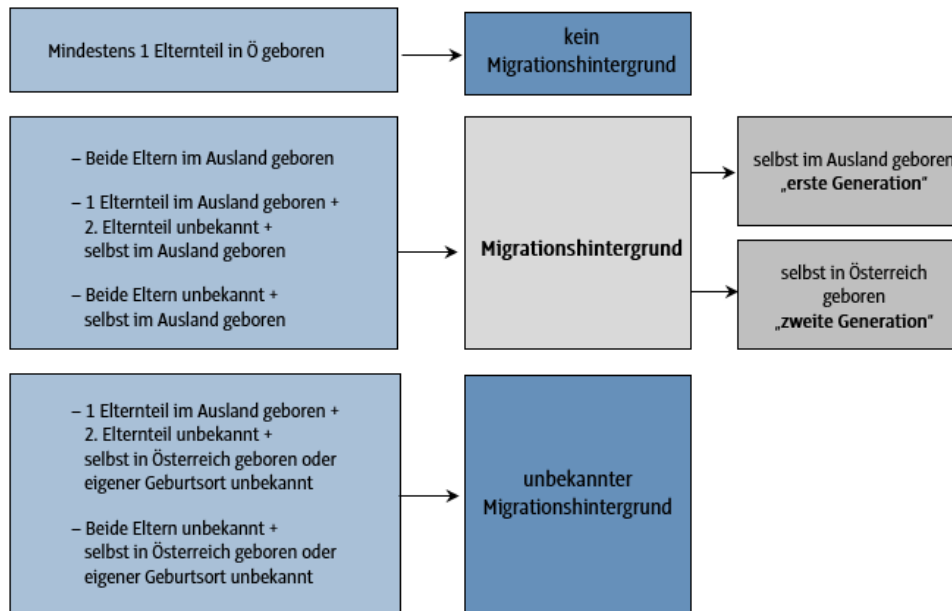 Mindestens 1 Elternteil in Ö geboren
kein
Migrationshintergrund
– Beide Eltern im Ausland geboren
– 1 Elternteil im Ausland geboren +
2. Elternteil unbekannt +
selbst im Ausland geboren
– Beide Eltern unbekannt +
selbst im Ausland geboren
Migrationshintergrund
selbst im Ausland geboren
„erste Generation“
selbst in Österreich
geboren
„zweite Generation“
– 1 Elternteil im Ausland geboren +
2. Elternteil unbekannt +
selbst in Österreich geboren oder
eigener Geburtsort unbekannt
– Beide Eltern unbekannt +
selbst in Österreich geboren oder
eigener Geburtsort unbekannt
unbekannter
Migrationshintergrund